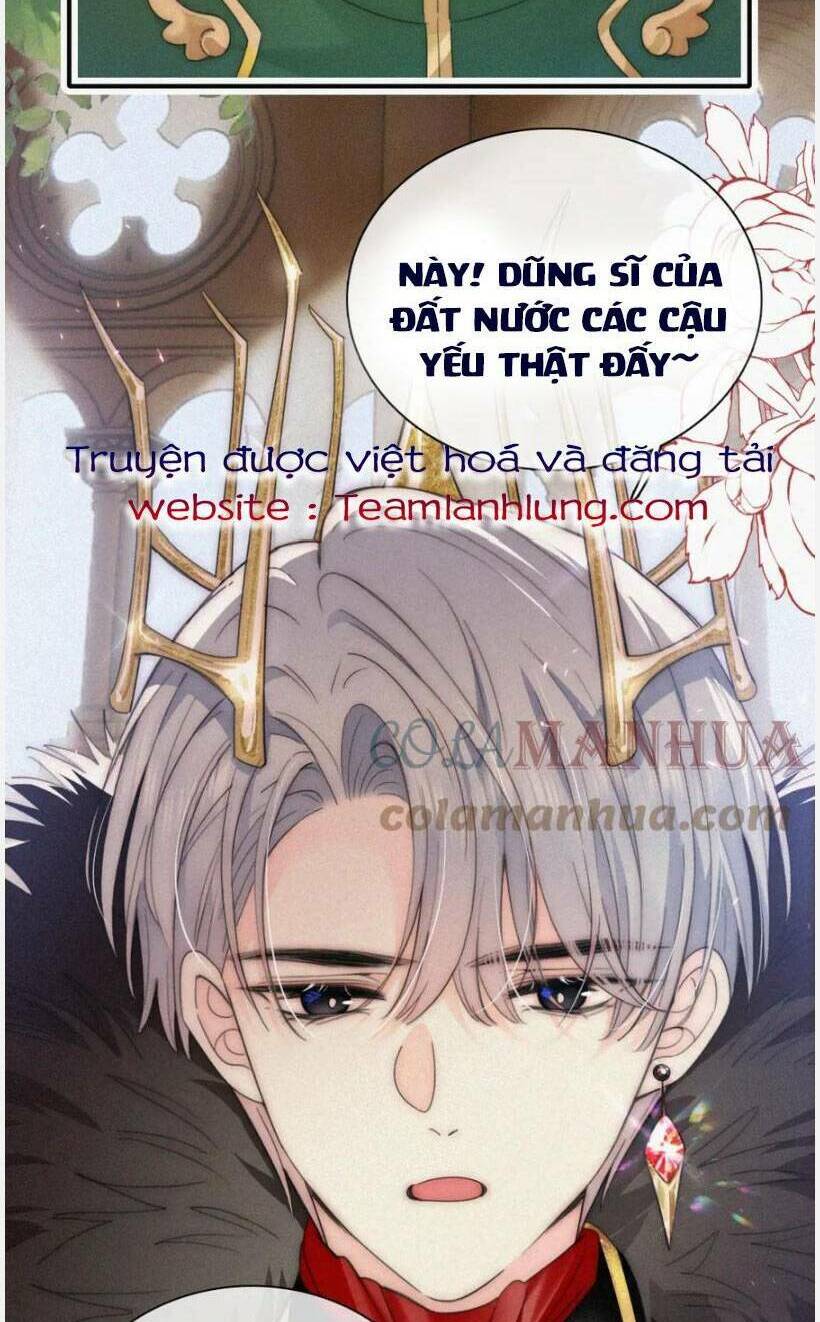 NÀY! DŨNG SĨ CỦA
ĐẤT NƯỚC CÁC CẬU
YẾU THẬT ĐẤY~
Truyện được việt hoá và đăng tải
website : Teamlanhlung.com
COLAMANHUA
colamanhua.com